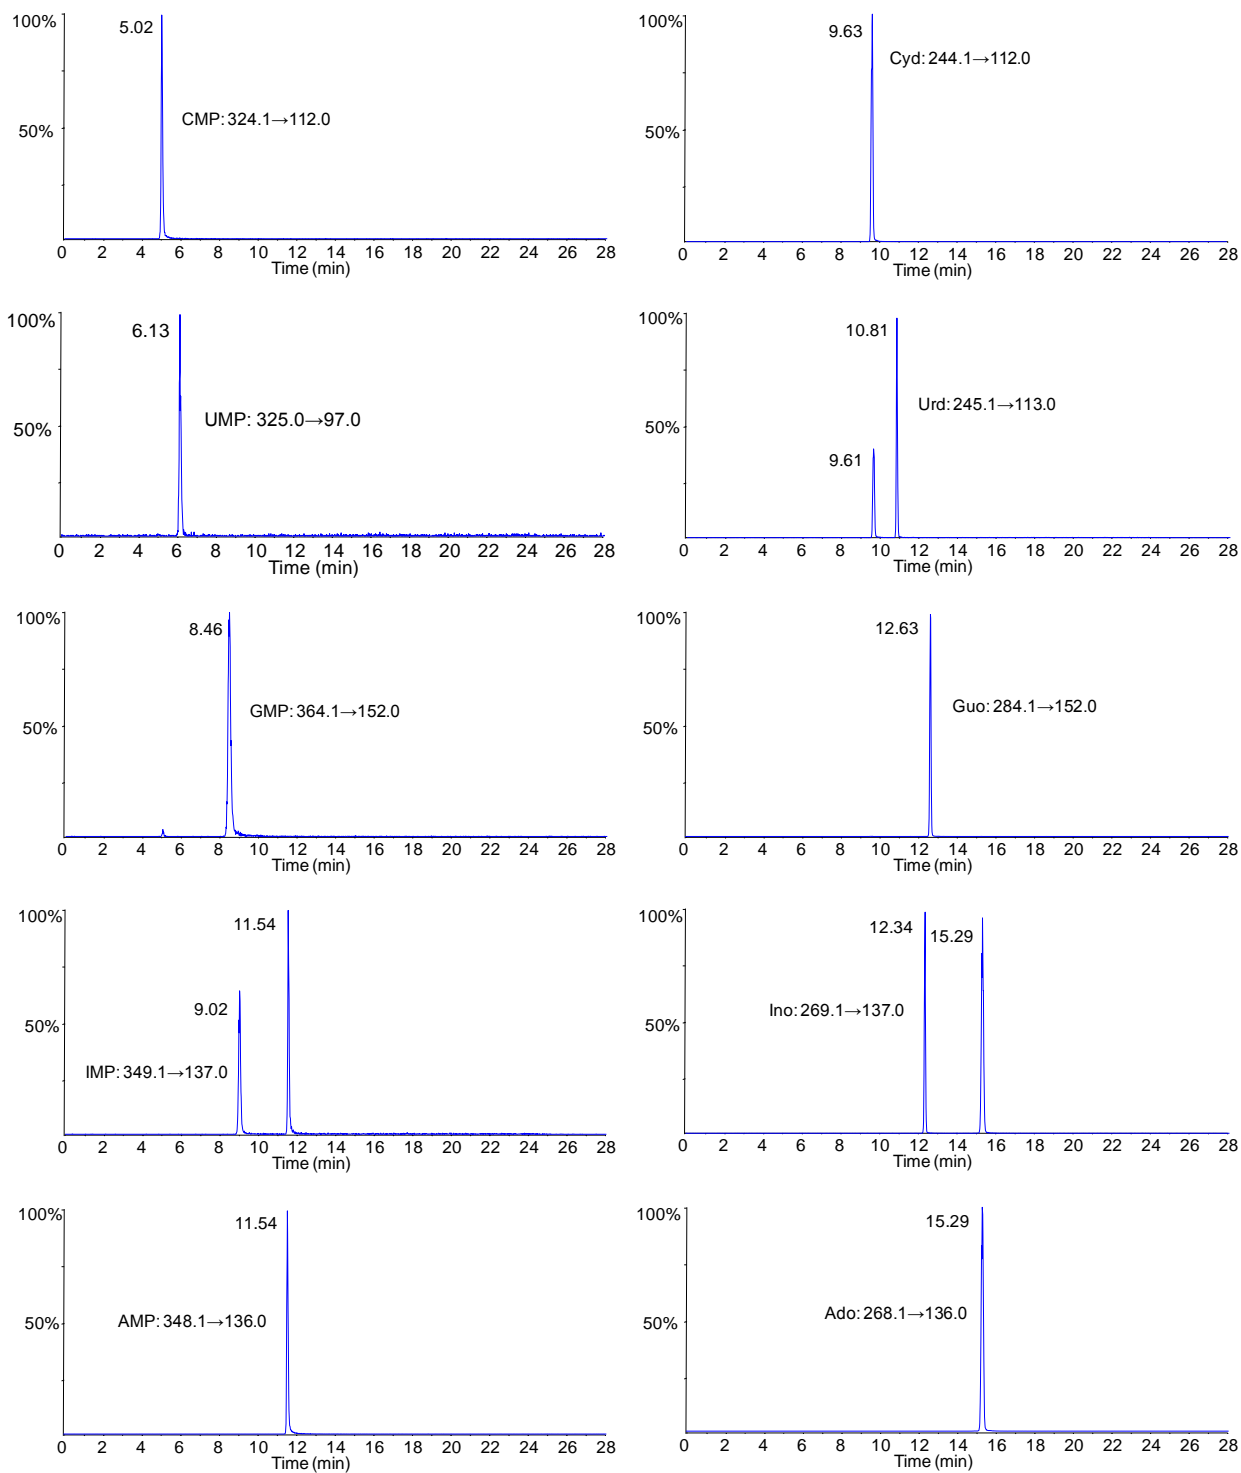 100%
5.02
CMP: 324.1→112.0
50%
0 2 4 6 8 10 12 14 16 18 20 22 24 26 28
Time (min)
100%
9.63
Cyd: 244.1→112.0
50%
0 2 4 6 8 10 12 14 16 18 20 22 24 26 28
Time (min)
100%
6.13
UMP: 325.0→97.0
50%
0 2 4 6 8 10 12 14 16 18 20 22 24 26 28
Time (min)
100%
10.81
Urd: 245.1→113.0
50%
9.61
0 2 4 6 8 10 12 14 16 18 20 22 24 26 28
Time (min)
100%
8.46
GMP: 364.1→152.0
50%
0 2 4 6 8 10 12 14 16 18 20 22 24 26 28
Time (min)
100%
12.63
Guo: 284.1→152.0
50%
0 2 4 6 8 10 12 14 16 18 20 22 24 26 28
Time (min)
100%
11.54
9.02
50%
IMP: 349.1→137.0
0 2 4 6 8 10 12 14 16 18 20 22 24 26 28
Time (min)
100%
12.34
15.29
Ino: 269.1→137.0
50%
0 2 4 6 8 10 12 14 16 18 20 22 24 26 28
Time (min)
100%
11.54
AMP: 348.1→136.0
50%
0 2 4 6 8 10 12 14 16 18 20 22 24 26 28
Time (min)
100%
15.29
Ado: 268.1→136.0
50%
0 2 4 6 8 10 12 14 16 18 20 22 24 26 28
Time (min)